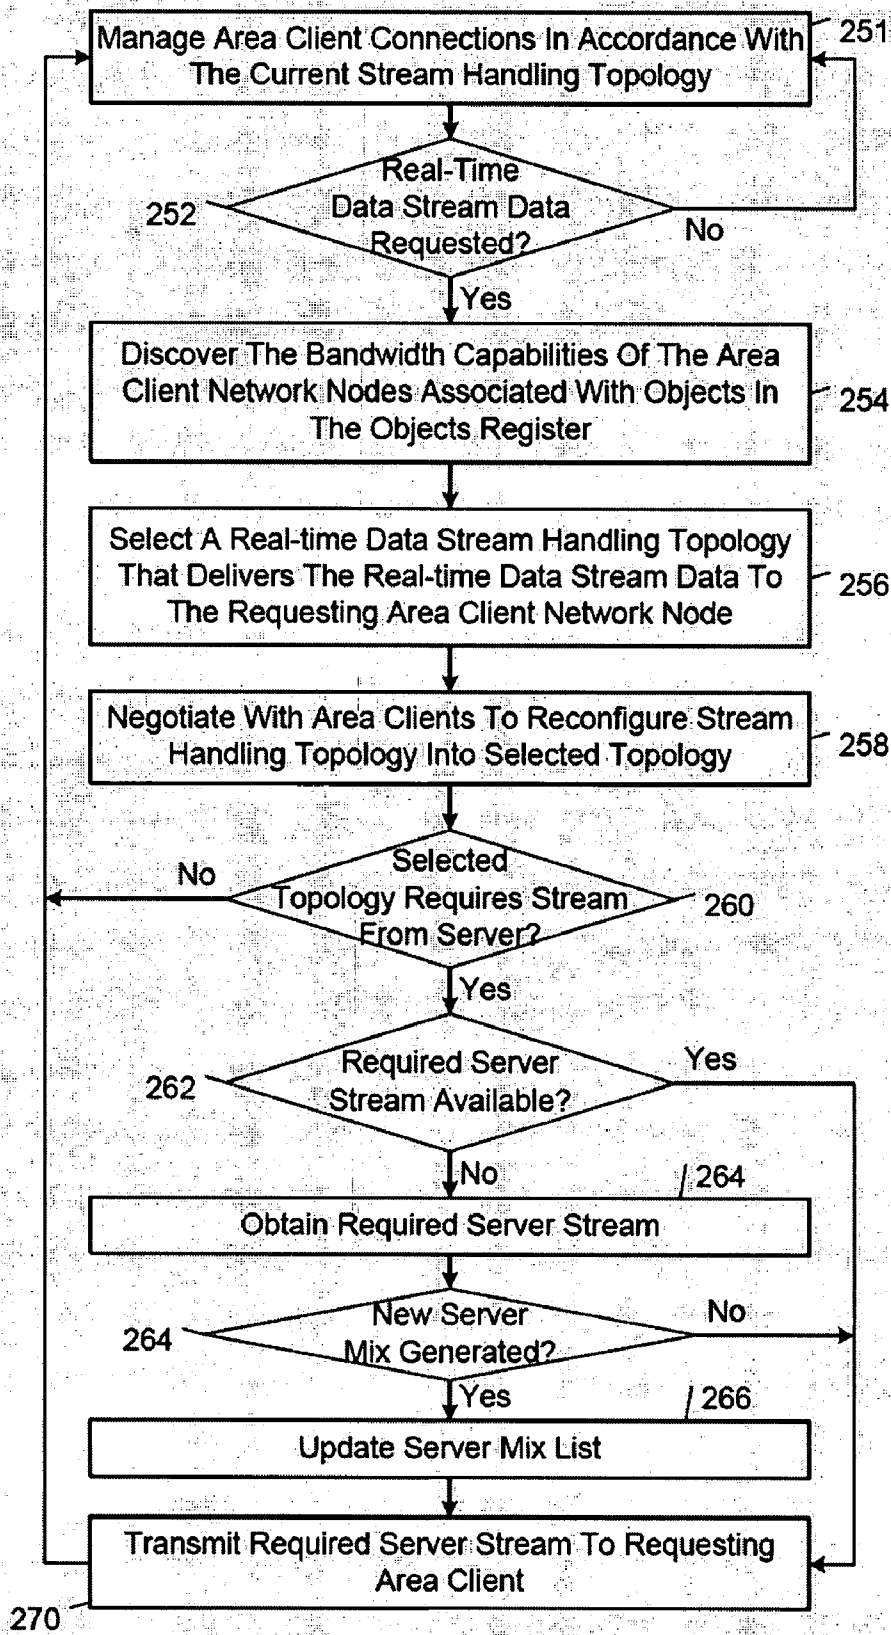 Manage Area Client Connections In Accordance With
The Current Stream Handling Topology
251
Real-Time
Data Stream Data
Requested?
252
No
Yes
Discover The Bandwidth Capabilities Of The Area
Client Network Nodes Associated With Objects In
The Objects Register
254
Select A Real-time Data Stream Handling Topology
That Delivers The Real-time Data Stream Data To
The Requesting Area Client Network Node
256
Negotiate With Area Clients To Reconfigure Stream
Handling Topology Into Selected Topology
258
No
Selected
Topology Requires Stream
From Server?
260
Yes
262
Required Server
Stream Available?
Yes
No
264
Obtain Required Server Stream
264
New Server
Mix Generated?
No
Yes
266
Update Server Mix List
Transmit Required Server Stream To Requesting
Area Client
270